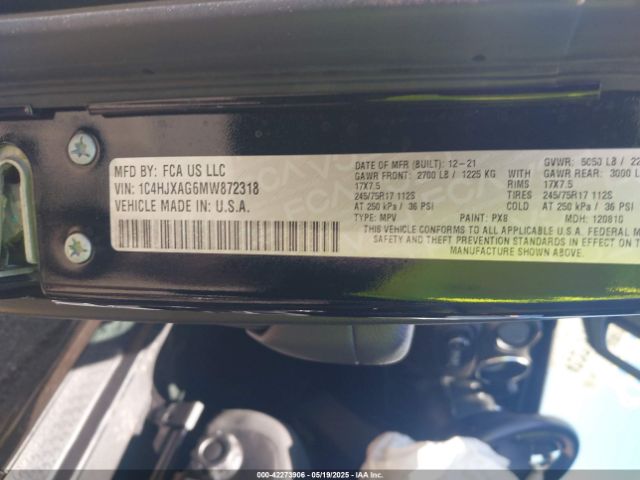 MFD BY: FCA US LLC
VIN: 1C4HJXAG6MW872318
VEHICLE MADE IN: U.S.A.
DATE OF MFR (BUILT): 12-21
GVWR: 5050 LB / 22
GAWR FRONT: 2700 LB / 1225 KG
GAWR REAR: 3000 L
17X7.5
RIMS 17X7.5
245/75R17 112S
TIRES 245/75R17 112S
AT 250 kPa / 36 PSI
COLD AT 250 kPa / 36 PSI
TYPE: MPV
PAINT: PX8
MDH: 120810
THIS VEHICLE CONFORMS TO ALL APPLICABLE U.S.A. FEDERAL M
SAFETY AND THEFT PREVENTION STANDARDS IN EFFECT ON T
MANUFACTURE SHOWN ABOVE.
000-42273906 - 05/19/2025 - IAAI.COM